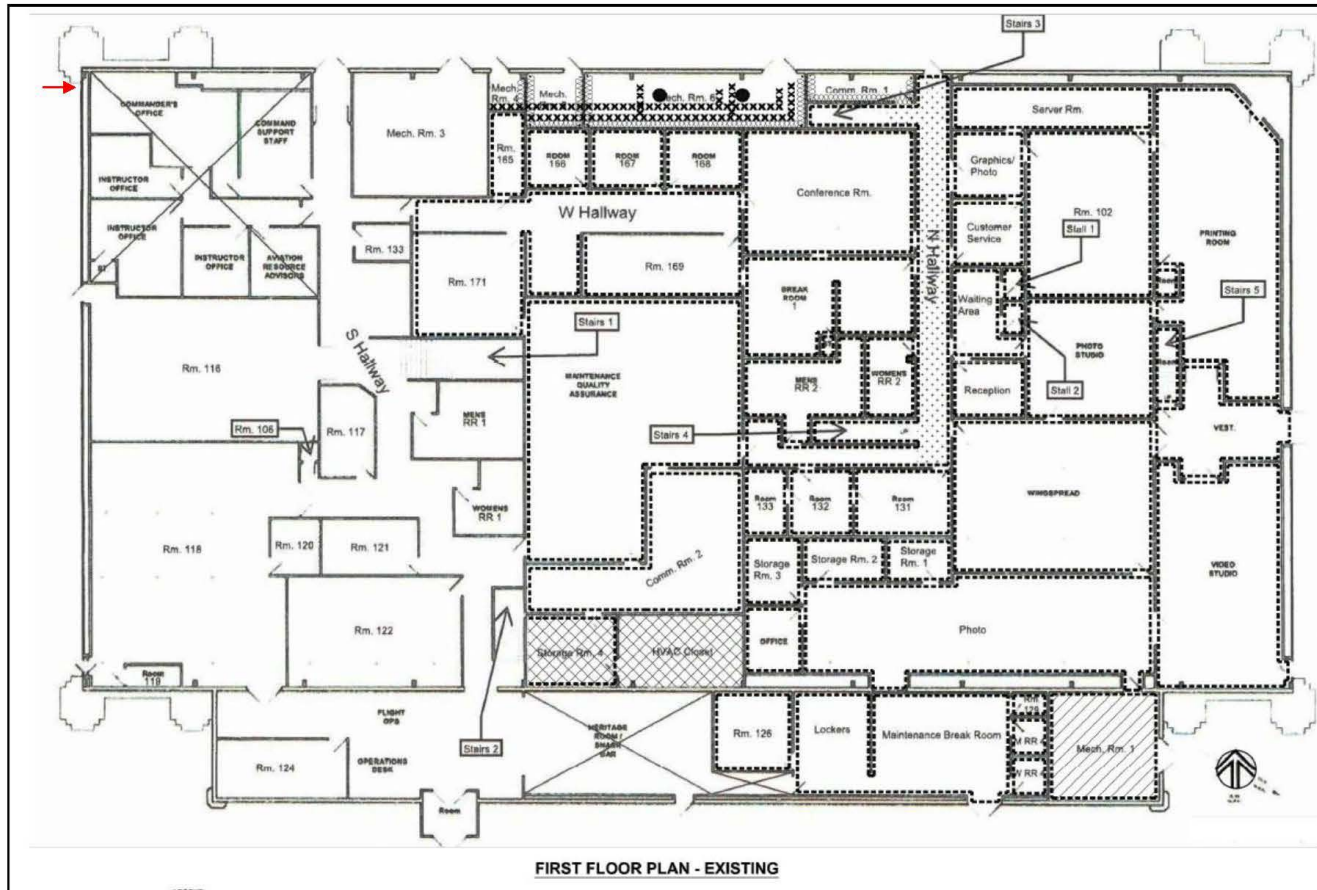 Stairs 3
COMMANDER'S
OFFICE
COMMAND
SUPPORT
STAFF
Mech. Rm. 3
Mech.
Rm. 4
Mech.
Mech. Rm. 6
Comm. Rm. 1
Server Rm.
INSTRUCTOR
OFFICE
Rm.
165
ROOM
166
ROOM
167
ROOM
168
Conference Rm.
Graphics/
Photo
Rm. 102
Stall 1
PRINTING
ROOM
INSTRUCTOR
OFFICE
INSTRUCTOR
OFFICE
AVIATION
RESOURCE
ADVISORS
Rm. 133
W Hallway
Rm. 171
Rm. 169
N Hallway
Customer
Service
Waiting
Area
Room
Stairs 5
BREAK
ROOM
1
Rm. 116
S Hallway
Stairs 1
MAINTENANCE
QUALITY
ASSURANCE
MENS
RR 2
WOMENS
RR 2
Reception
PHOTO
STUDIO
Stall 2
Room
Rm. 106
Rm. 117
MENS
RR 1
Stairs 4
UP
VEST.
WOMENS
RR 1
Room
133
Room
132
Room
131
WINGSPREAD
Rm. 118
Rm. 120
Rm. 121
Comm. Rm. 2
Storage
Rm. 3
Storage Rm. 2
Storage
Rm. 1
VIDEO
STUDIO
Rm. 122
Storage Rm. 4
HVAC Closet
OFFICE
Photo
Room
119
FLIGHT
OPS
OPERATIONS
DESK
Rm. 124
Stairs 2
HERITAGE
ROOM /
SNACK
BAR
Rm. 126
Lockers
Maintenance Break Room
Rm.
M RR 4
W RR 4
Mech. Rm. 1
Room
FIRST FLOOR PLAN - EXISTING